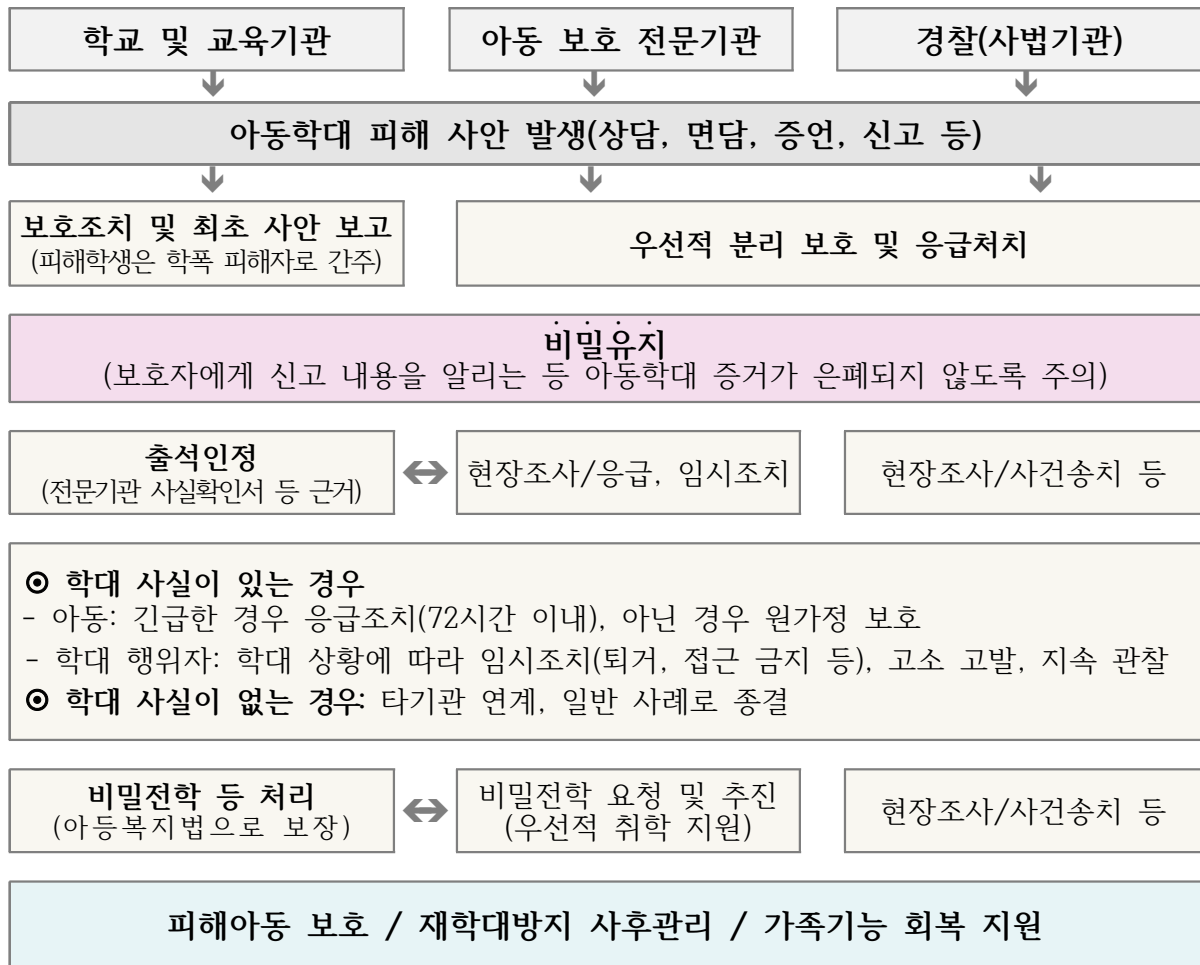 학교 및 교육기관
아동 보호 전문기관
경찰(사법기관)
아동학대 피해 사안 발생(상담, 면담, 증언, 신고 등)
보호조치 및 최초 사안 보고
(피해학생은 학폭 피해자로 간주)
우선적 분리 보호 및 응급처치
비밀유지
(보호자에게 신고 내용을 알리는 등 아동학대 증거가 은폐되지 않도록 주의)
출석인정
(전문기관 사실확인서 등 근거)
현장조사/응급, 임시조치
현장조사/사건송치 등
⊙ 학대 사실이 있는 경우
- 아동: 긴급한 경우 응급조치(72시간 이내), 아닌 경우 원가정 보호
- 학대 행위자: 학대 상황에 따라 임시조치(퇴거, 접근 금지 등), 고소 고발, 지속 관찰
⊙ 학대 사실이 없는 경우: 타기관 연계, 일반 사례로 종결
비밀전학 등 처리
(아등복지법으로 보장)
비밀전학 요청 및 추진
(우선적 취학 지원)
현장조사/사건송치 등
피해아동 보호 / 재학대방지 사후관리 / 가족기능 회복 지원